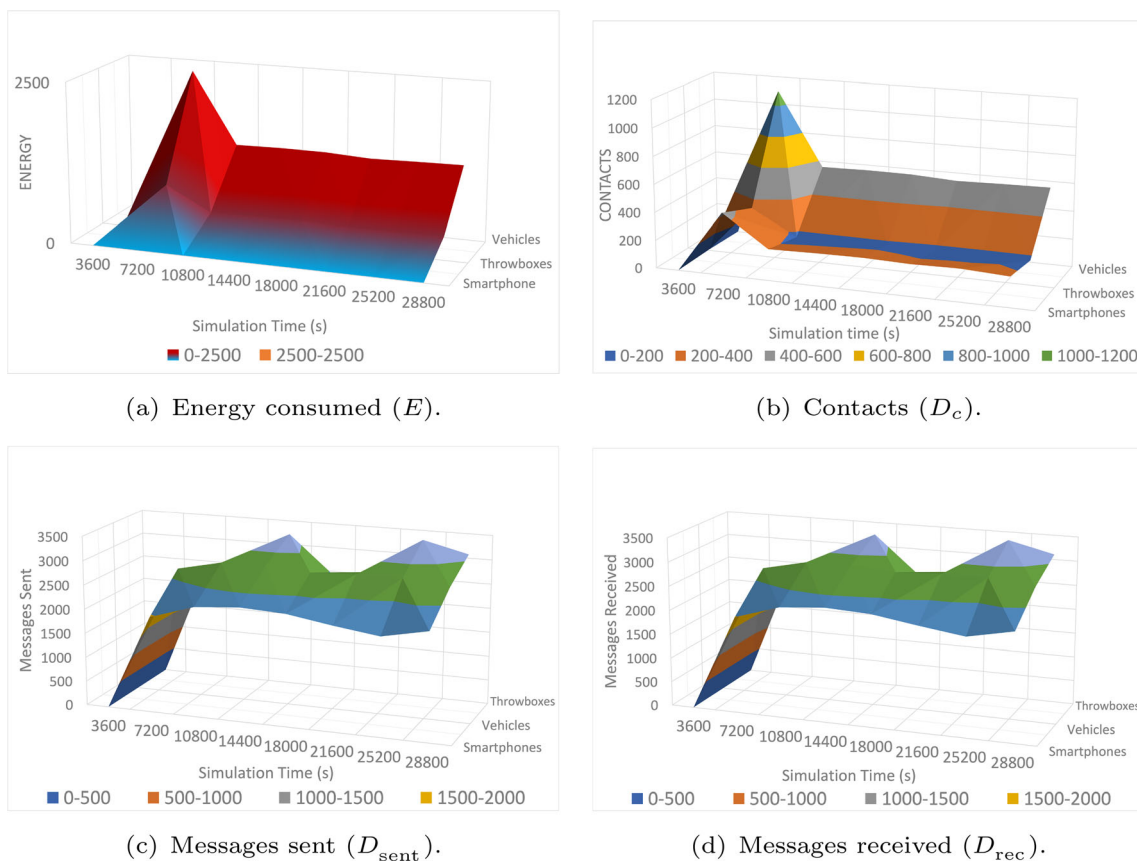 2500
ENERGY
0
3600
7200
10800
14400
18000
21600
25200
28800
Vehicles
Throwboxes
Smartphone
Simulation Time (s)
0-2500 2500-2500
(a) Energy consumed (E).
1200
1000
800
600
400
200
0
CONTACTS
3600
7200
10800
14400
18000
21600
25200
28800
Vehicles
Throwboxes
Smartphones
Simulation time (s)
0-200 200-400 400-600 600-800 800-1000 1000-1200
(b) Contacts (D_c).
3500
3000
2500
2000
1500
1000
500
0
Messages Sent
3600
7200
10800
14400
18000
21600
25200
28800
Throwboxes
Vehicles
Smartphones
Simulation Time (s)
0-500 500-1000 1000-1500 1500-2000
(c) Messages sent (D_sent).
3500
3000
2500
2000
1500
1000
500
0
Messages Received
3600
7200
10800
14400
18000
21600
25200
28800
Throwboxes
Vehicles
Smartphones
Simulation Time (s)
0-500 500-1000 1000-1500 1500-2000
(d) Messages received (D_rec).